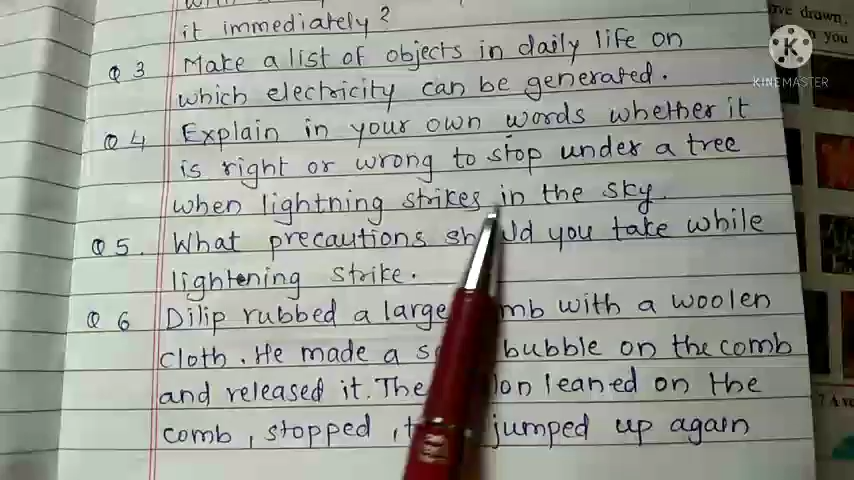 it immediately?
Q 3 Make a list of objects in daily life on
which electricity can be generated.
Q 4 Explain in your own words whether it
is right or wrong to stop under a tree
when lightning strikes in the sky.
Q 5. What precautions should you take while
lightening strike.
Q 6 Dilip rubbed a large comb with a woolen
cloth. He made a bubble on the comb
and released it. The leaned on the
comb, stopped, jumped up again
ve drawn,
you
K
KINEMASTER